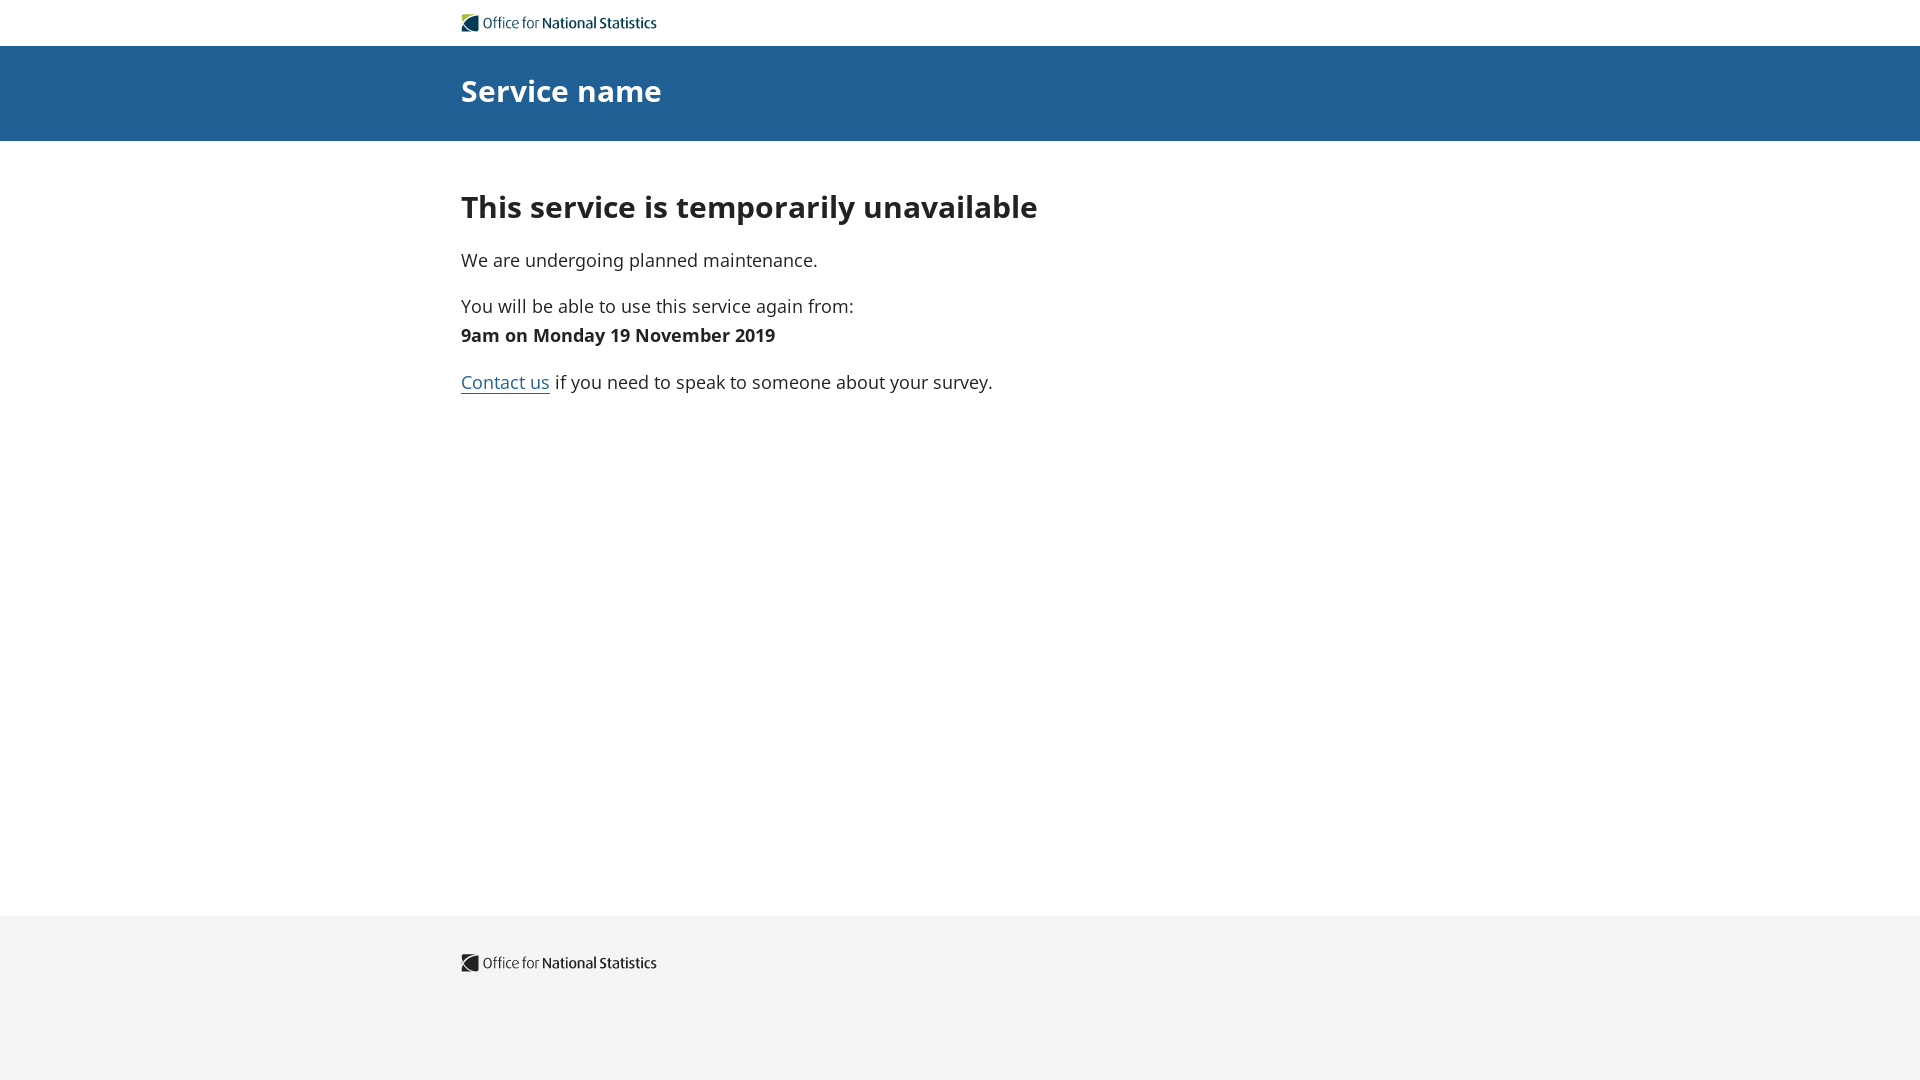 Office for National Statistics
Service name
This service is temporarily unavailable
We are undergoing planned maintenance.
You will be able to use this service again from:
9am on Monday 19 November 2019
Contact us if you need to speak to someone about your survey.
Office for National Statistics